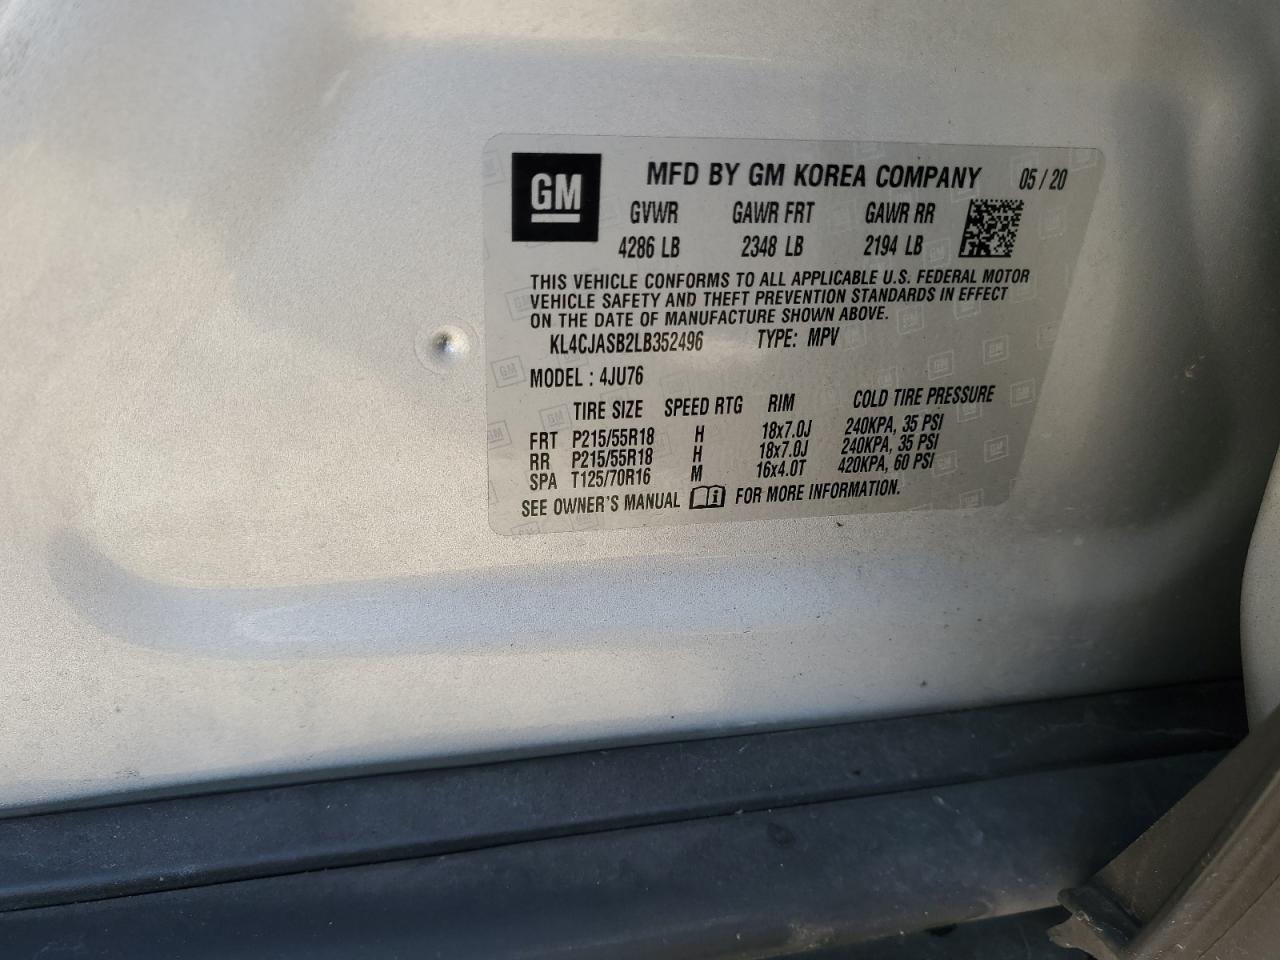 GM
MFD BY GM KOREA COMPANY 05 / 20
GVWR GAWR FRT GAWR RR
4286 LB 2348 LB 2194 LB
THIS VEHICLE CONFORMS TO ALL APPLICABLE U.S. FEDERAL MOTOR
VEHICLE SAFETY AND THEFT PREVENTION STANDARDS IN EFFECT
ON THE DATE OF MANUFACTURE SHOWN ABOVE.
KL4CJASB2LB352496 TYPE: MPV
MODEL : 4JU76
TIRE SIZE SPEED RTG RIM COLD TIRE PRESSURE
FRT P215/55R18 H 18x7.0J 240KPA, 35 PSI
RR P215/55R18 H 18x7.0J 240KPA, 35 PSI
SPA T125/70R16 M 16x4.0T 420KPA, 60 PSI
SEE OWNER'S MANUAL i FOR MORE INFORMATION.